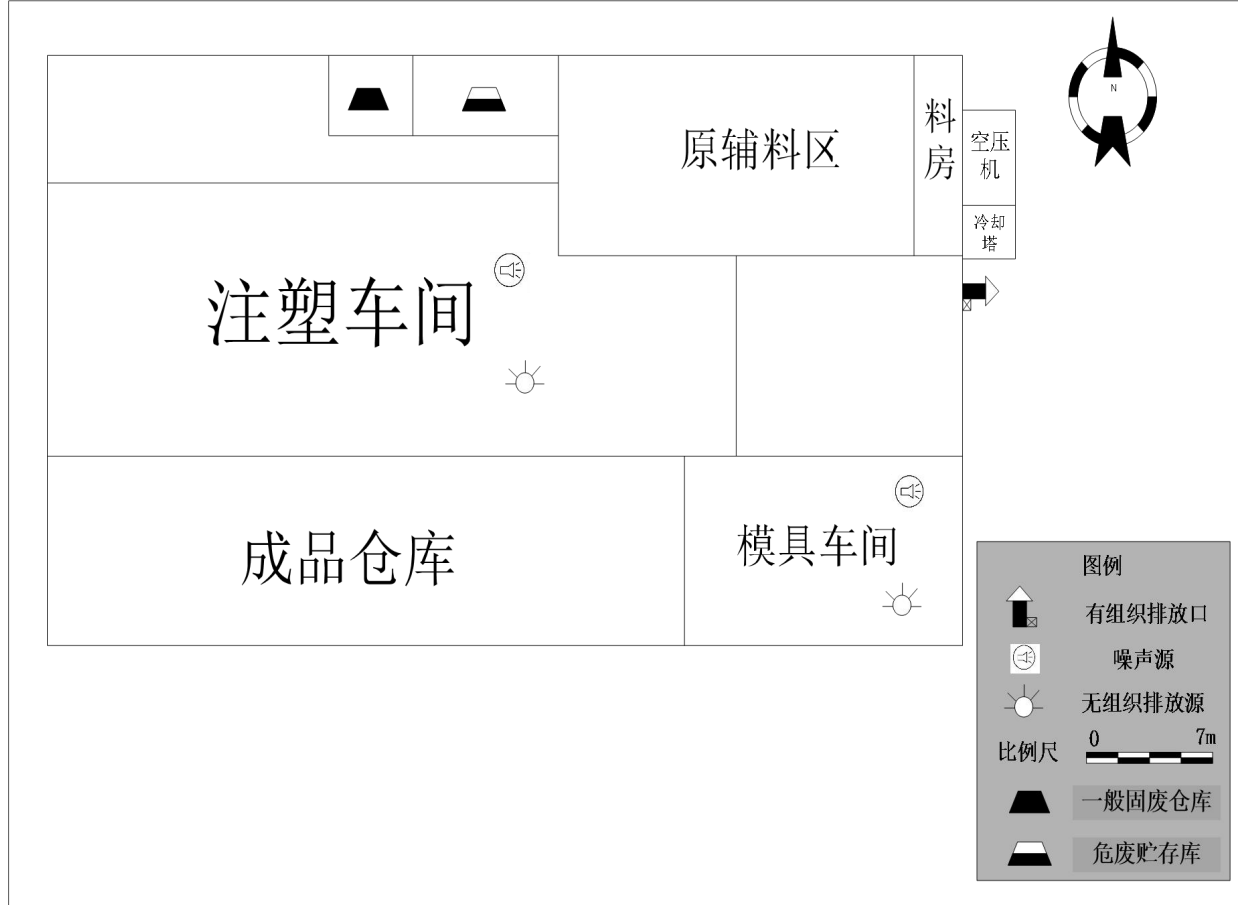 N
原辅料区
料
房
空压
机
冷却
塔
注塑车间
成品仓库
模具车间
图例
有组织排放口
噪声源
无组织排放源
比例尺
0 7m
一般固废仓库
危废贮存库